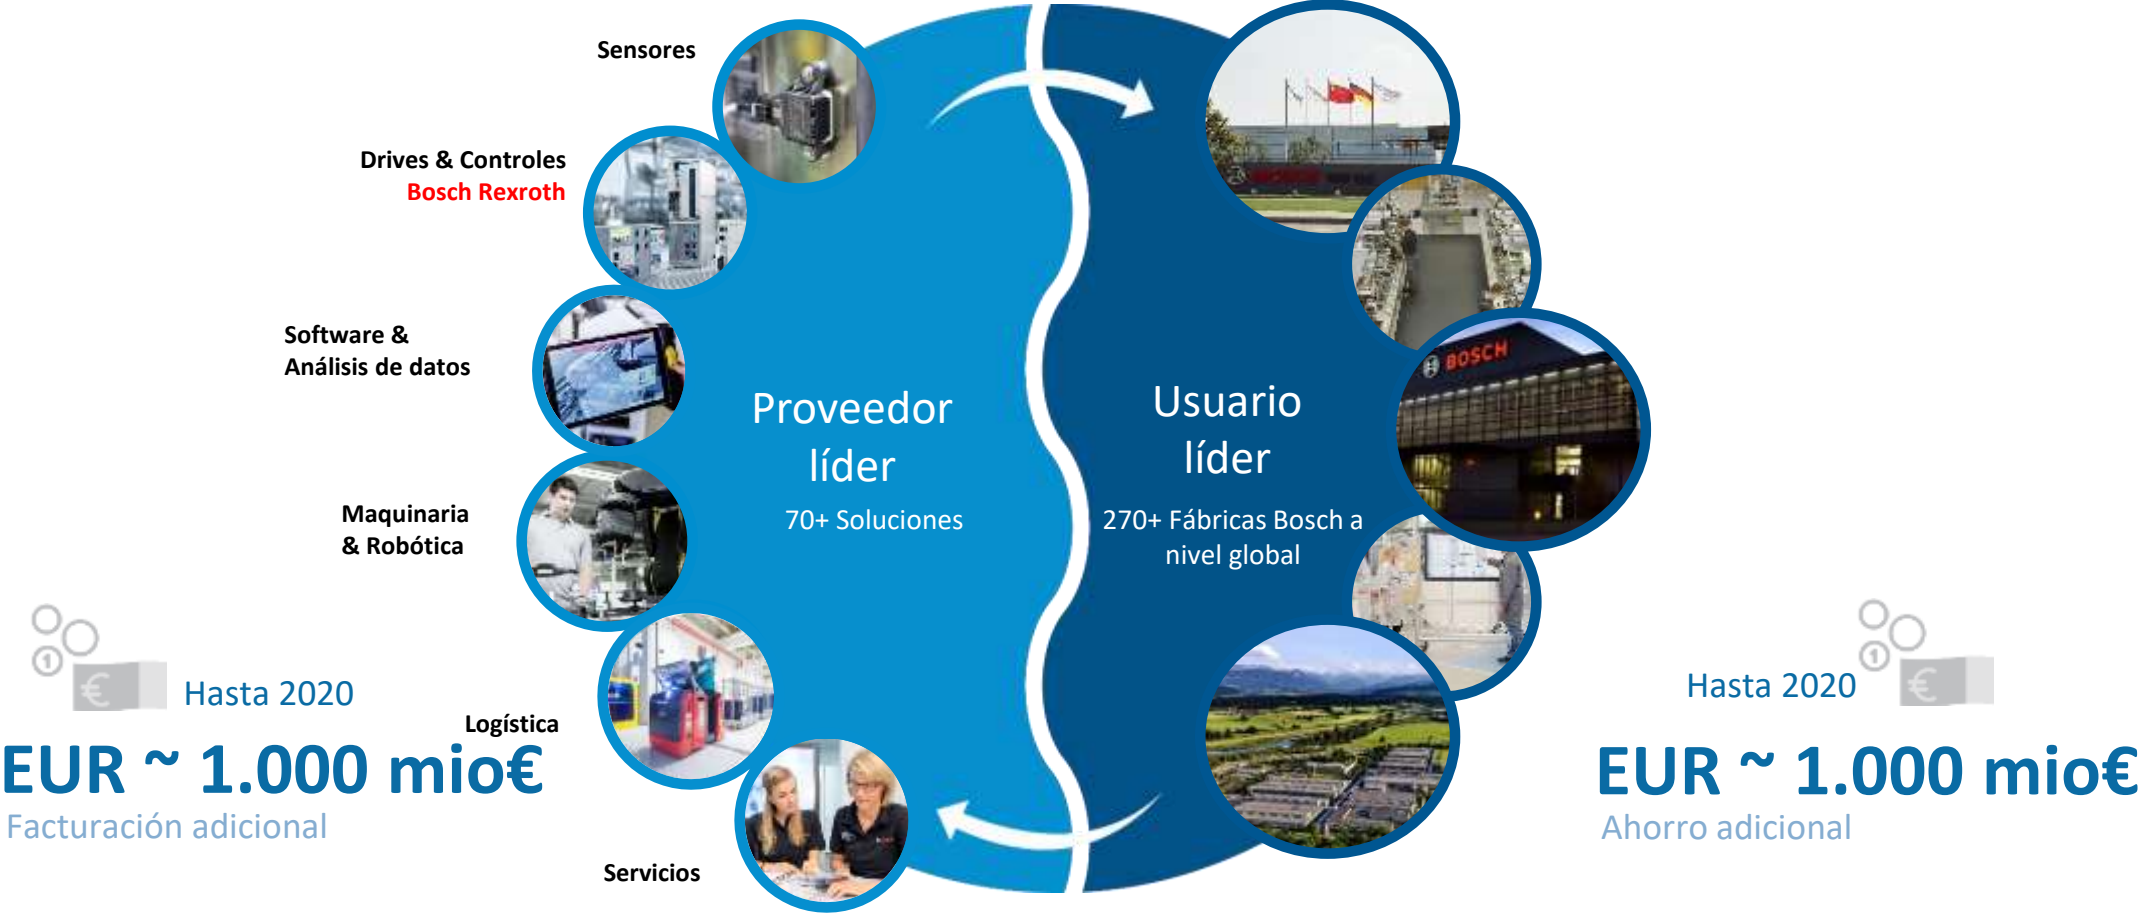 Sensores
Drives & Controles
Bosch Rexroth
Software &
Análisis de datos
Maquinaria
& Robótica
Logística
Servicios
Proveedor
líder
70+ Soluciones
Usuario
líder
270+ Fábricas Bosch a
nivel global
BOSCH
1
€
Hasta 2020
EUR ~ 1.000 mio€
Facturación adicional
1
€
Hasta 2020
EUR ~ 1.000 mio€
Ahorro adicional